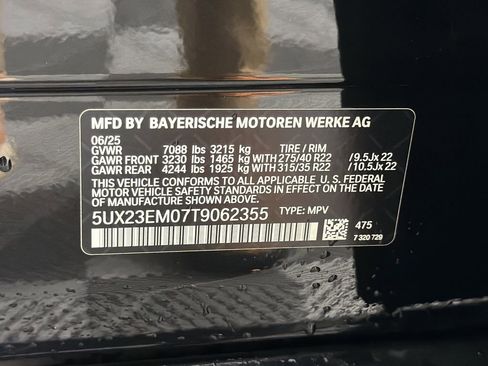 MFD BY BAYERISCHE MOTOREN WERKE AG
06/25
GVWR 7088 lbs 3215 kg TIRE / RIM
GAWR FRONT 3230 lbs 1465 kg WITH 275/40 R22 / 9.5Jx 22
GAWR REAR 4244 lbs 1925 kg WITH 315/35 R22 / 10.5Jx 22
THIS VEHICLE CONFORMS TO ALL APPLICABLE U. S. FEDERAL
MOTOR VEHICLE SAFETY STANDARDS IN EFFECT ON THE DATE OF
MANUFACTURE SHOWN ABOVE.
5UX23EM07T9062355 TYPE: MPV
475
7 320 729